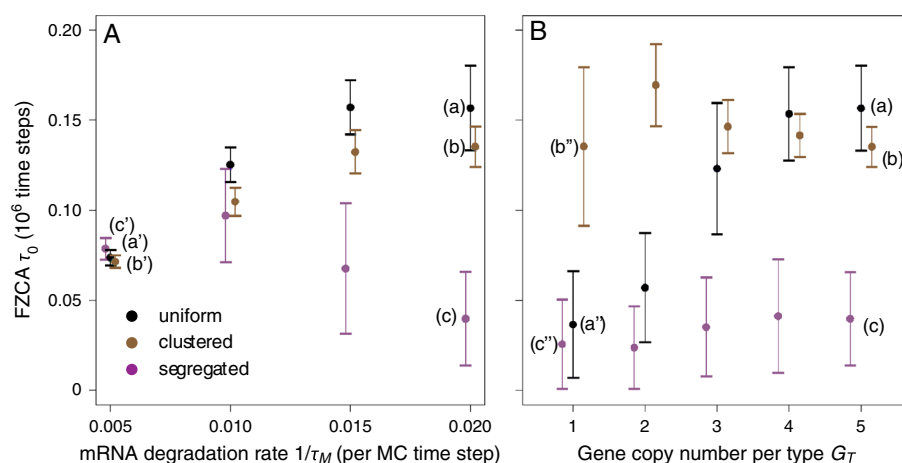 A
B
0.20
0.15
0.10
0.05
0
FZCA τ0 (10^6 time steps)
(a)
(b)
(c')
(a')
(b')
(c)
uniform
clustered
segregated
0.005 0.010 0.015 0.020
mRNA degradation rate 1/τM (per MC time step)
(b'')
(a)
(b)
(c'')
(a'')
(c)
1 2 3 4 5
Gene copy number per type GT